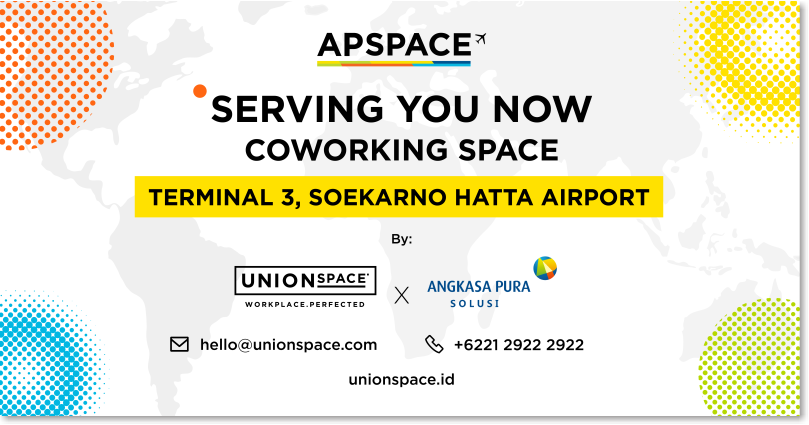 APSPACE
SERVING YOU NOW
COWORKING SPACE
TERMINAL 3, SOEKARNO HATTA AIRPORT
By:
UNIONSPACE
WORKPLACE.PERFECTED
X
ANGKASA PURA
SOLUSI
hello@unionspace.com
+6221 2922 2922
unionspace.id